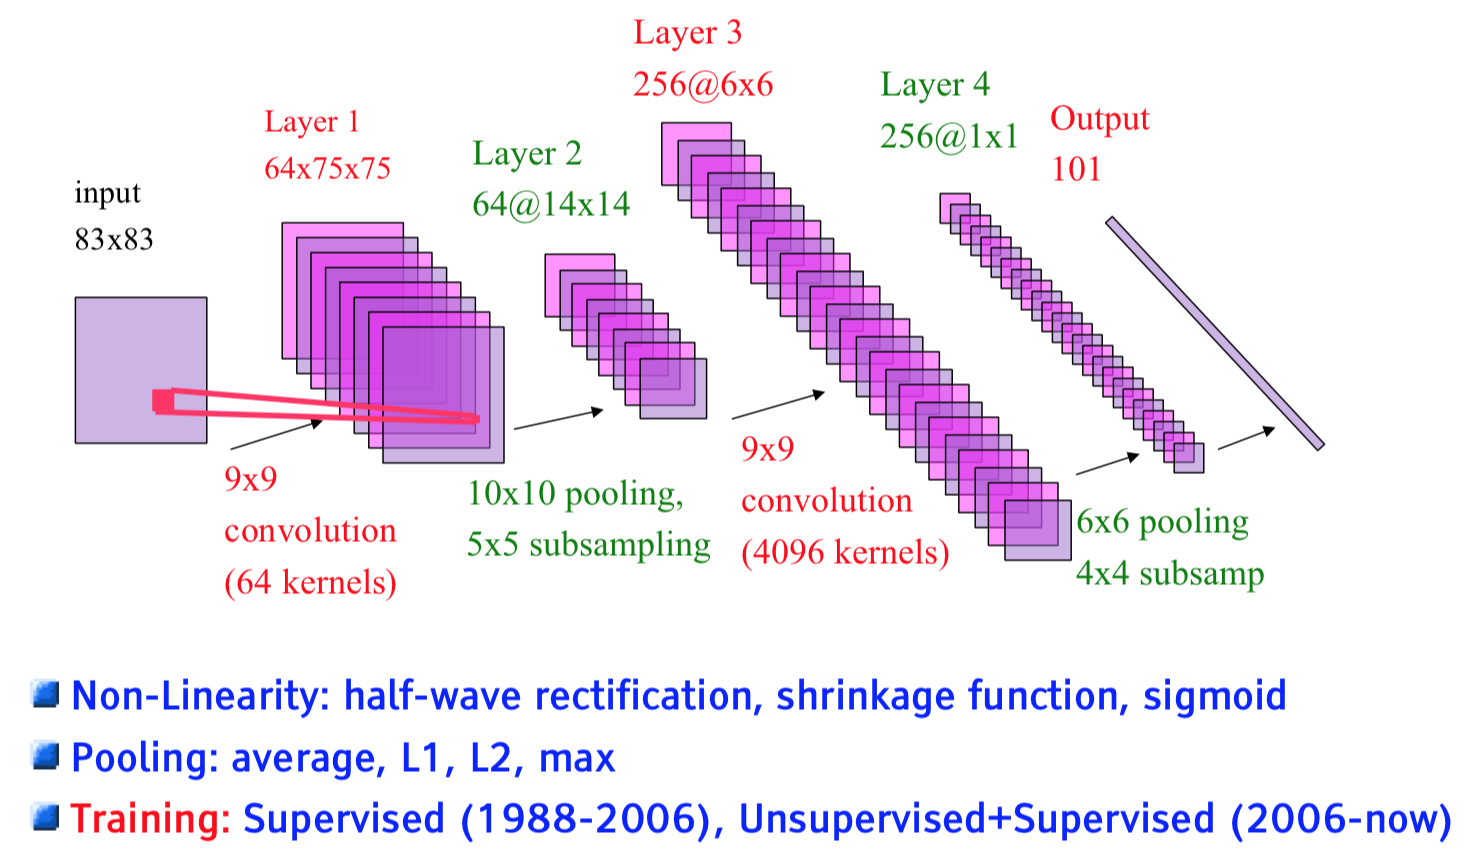 input
83x83
Layer 1
64x75x75
Layer 2
64@14x14
Layer 3
256@6x6
Layer 4
256@1x1
Output
101
9x9
convolution
(64 kernels)
10x10 pooling,
5x5 subsampling
9x9
convolution
(4096 kernels)
6x6 pooling
4x4 subsamp
Non-Linearity: half-wave rectification, shrinkage function, sigmoid
Pooling: average, L1, L2, max
Training: Supervised (1988-2006), Unsupervised+Supervised (2006-now)